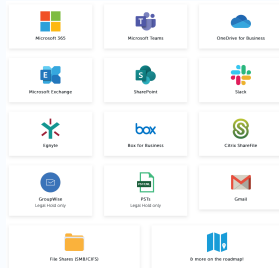 Microsoft 365
Microsoft Teams
OneDrive for Business
Microsoft Exchange
SharePoint
Slack
Egnyte
box
Box for Business
Citrix Sharefile
GroupWise
Legal Hold only
PSTs
Legal Hold only
Gmail
File Shares (SMB/CIFS)
& more on the roadmap!